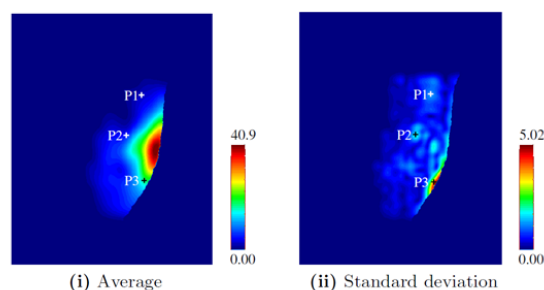 P1
P2
P3
40.9
0.00
(i) Average
P1
P2
P3
5.02
0.00
(ii) Standard deviation